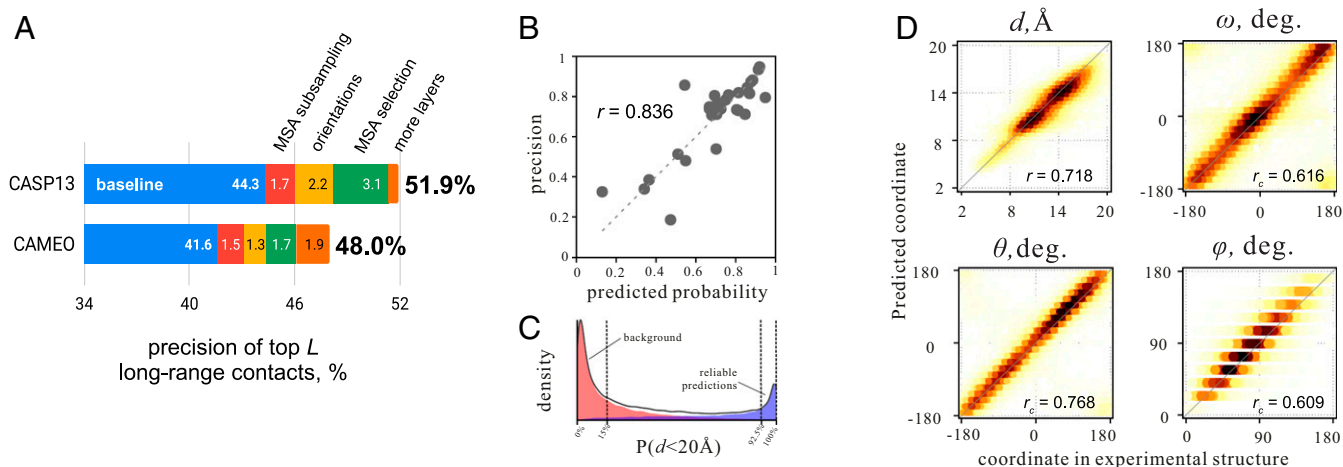 A
MSA subsampling
orientations
MSA selection
more layers
CASP13
baseline
44.3
1.7
2.2
3.1
51.9%
CAMEO
41.6
1.5
1.3
1.7
1.9
48.0%
34
40
46
52
precision of top L
long-range contacts, %
B
precision
1
0.8
0.6
0.4
0.2
0
r = 0.836
0
0.2
0.4
0.6
0.8
1
predicted probability
C
density
background
reliable
predictions
0%
15%
92.5%
100%
P(d<20Å)
D
Predicted coordinate
d, Å
20
14
8
2
r = 0.718
2
8
14
20
ω, deg.
180
0
-180
r_c = 0.616
-180
0
180
θ, deg.
180
0
-180
r_c = 0.768
-180
0
180
φ, deg.
180
90
0
r_c = 0.609
0
90
180
coordinate in experimental structure